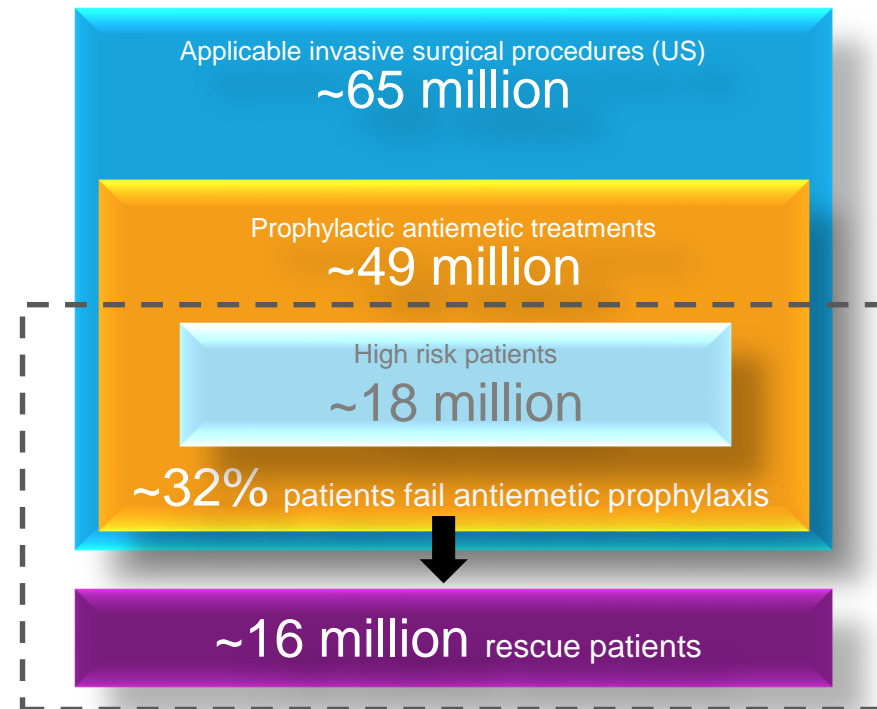 Applicable invasive surgical procedures (US)
~65 million
Prophylactic antiemetic treatments
~49 million
High risk patients
~18 million
~32% patients fail antiemetic prophylaxis
~16 million rescue patients